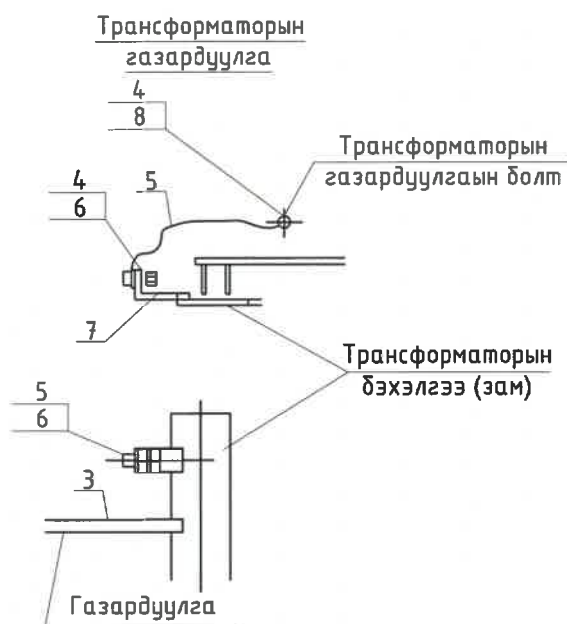 Трансформаторын
газардуулга
4
8
Трансформаторын
газардуулгаын болт
4
6
5
7
Трансформаторын
бэхэлгээ (зам)
5
6
3
Газардуулга